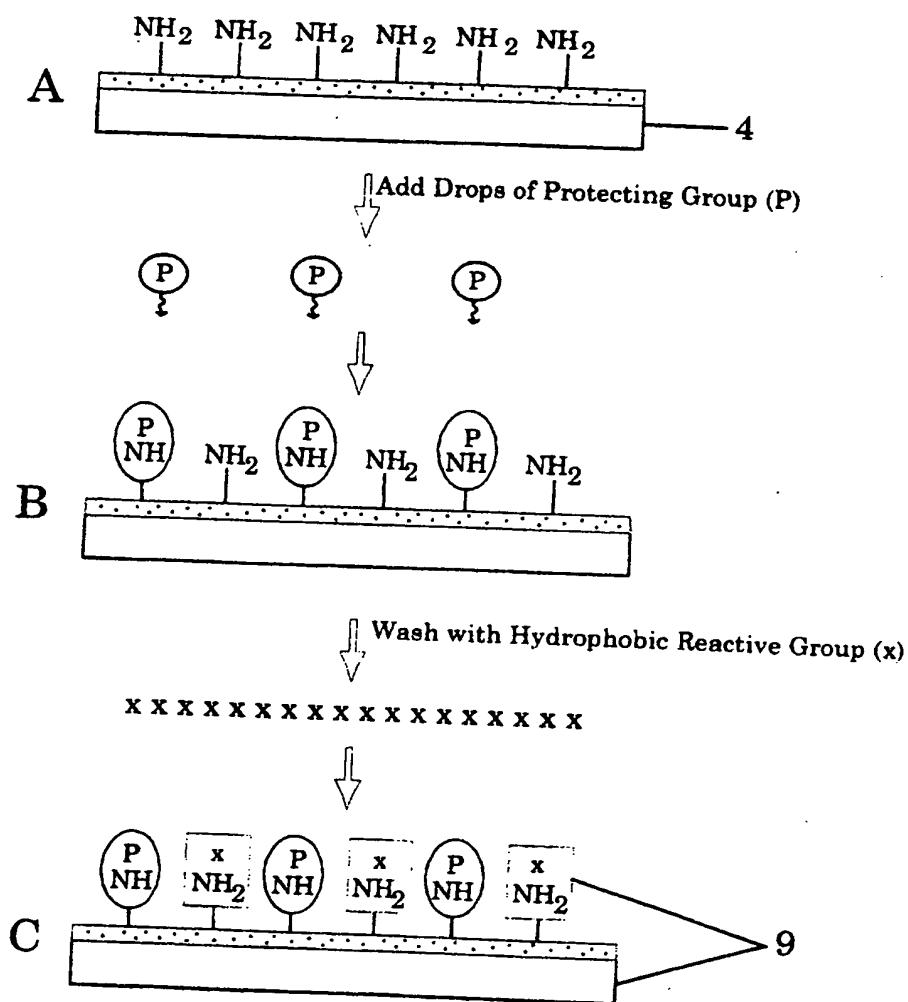 NH2 NH2 NH2 NH2 NH2 NH2
A
4
Add Drops of Protecting Group (P)
P P P
P P P
NH NH2 NH NH2 NH NH2
B
Wash with Hydrophobic Reactive Group (x)
x x x x x x x x x x x x x x x x x x
P x P x P x
NH NH2 NH NH2 NH NH2
C
9